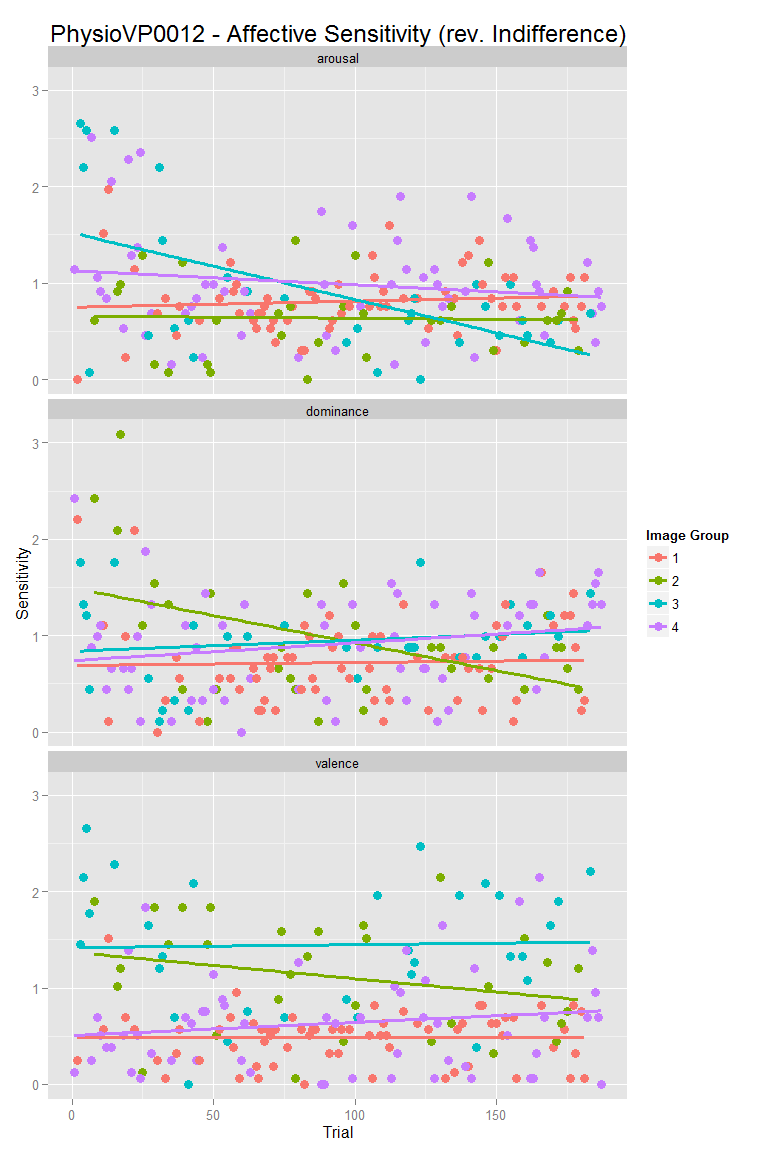 PhysioVP0012 - Affective Sensitivity (rev. Indifference)
arousal
3
2
1
0
dominance
3
2
1
0
Sensitivity
valence
3
2
1
0
0 50 100 150
Trial
Image Group
1
2
3
4